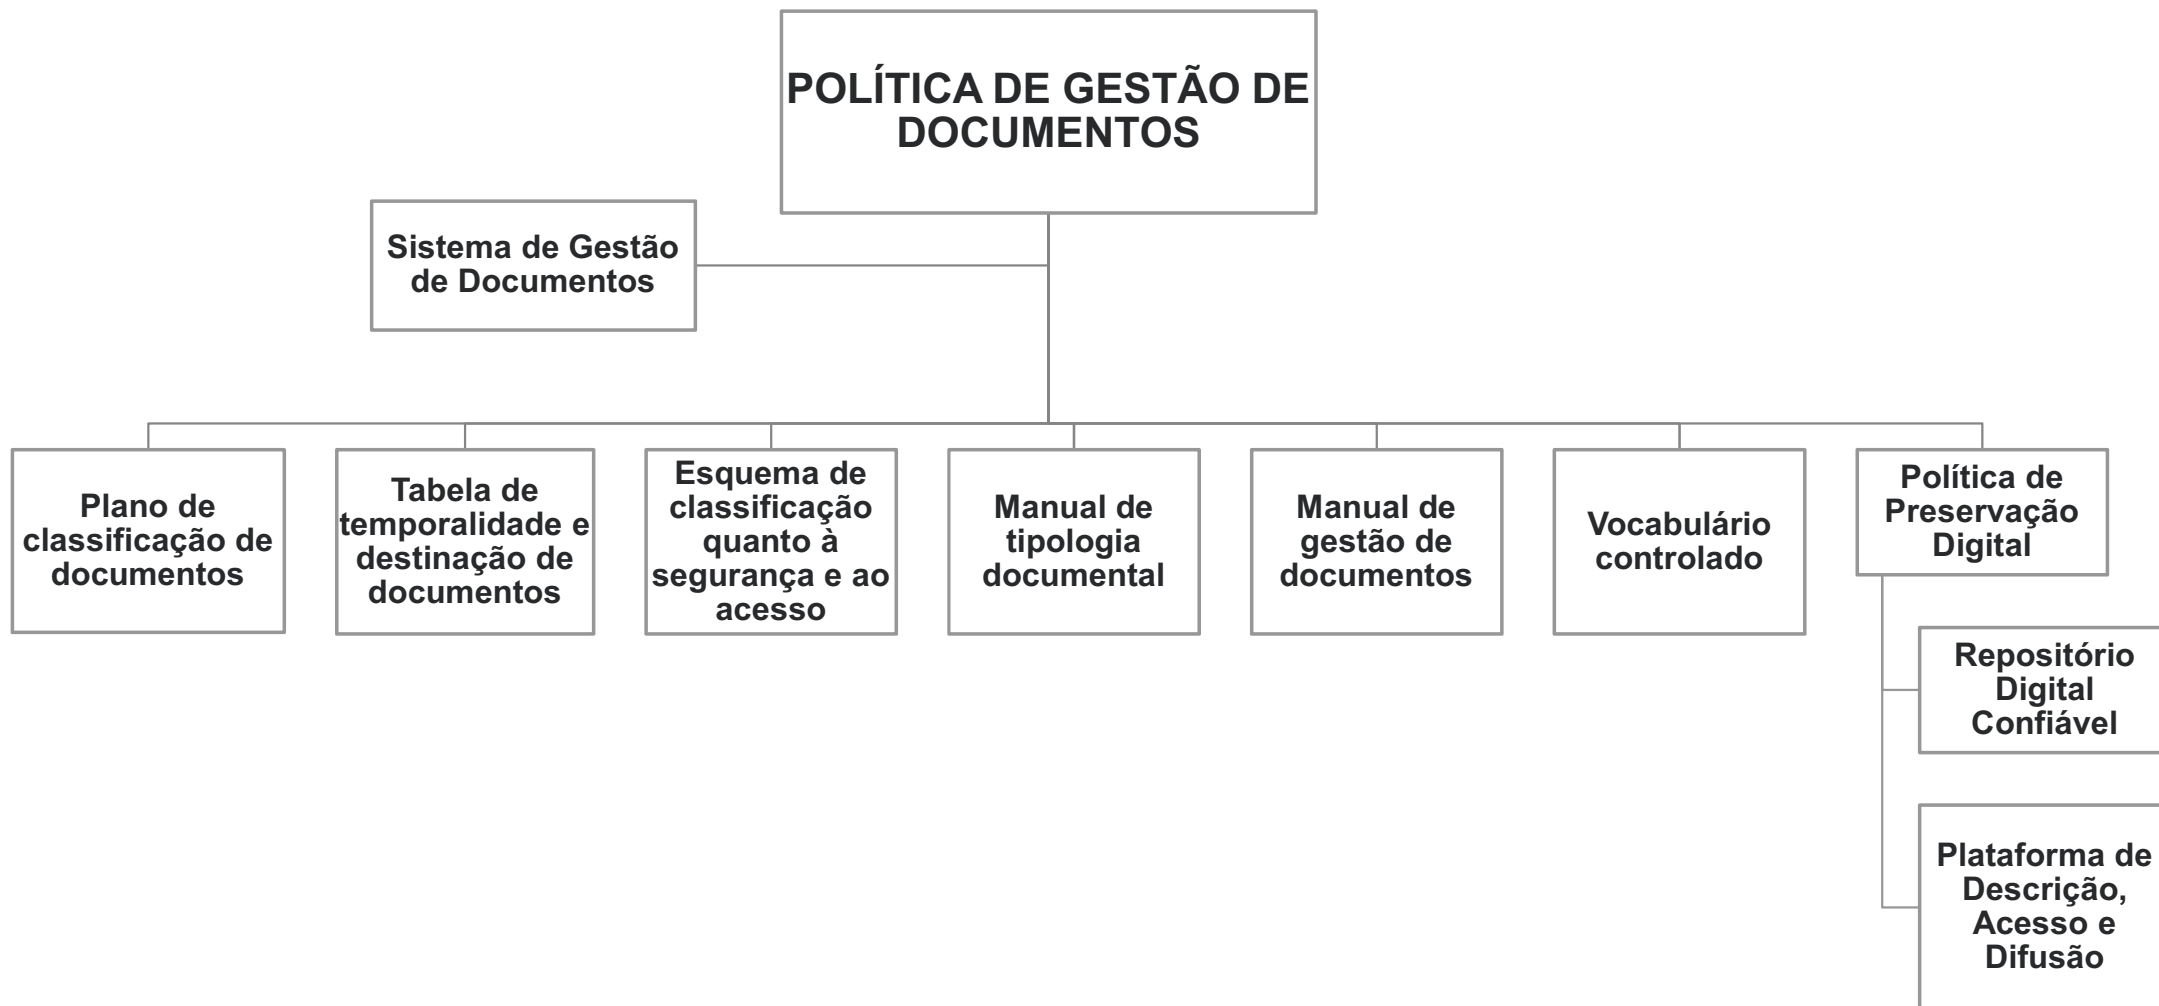 POLÍTICA DE GESTÃO DE
DOCUMENTOS
Sistema de Gestão
de Documentos
Plano de
classificação de
documentos
Tabela de
temporalidade e
destinação de
documentos
Esquema de
classificação
quanto à
segurança e ao
acesso
Manual de
tipologia
documental
Manual de
gestão de
documentos
Vocabulário
controlado
Política de
Preservação
Digital
Repositório
Digital
Confiável
Plataforma de
Descrição,
Acesso e
Difusão